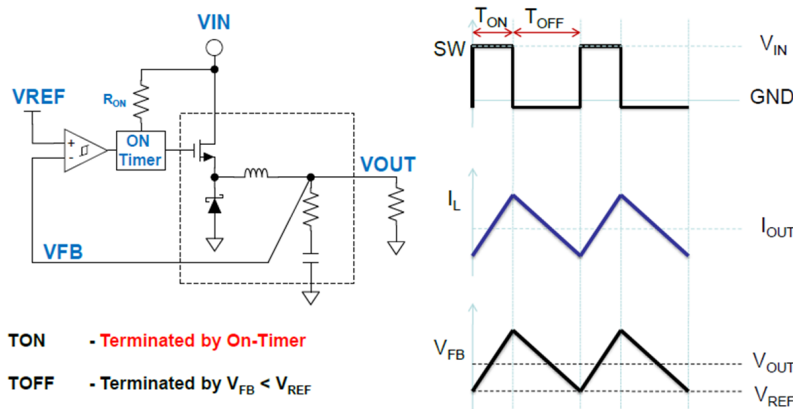 VIN
VREF
RON
ON
Timer
+
-
VOUT
VFB
TON - Terminated by On-Timer
TOFF - Terminated by VFB < VREF
TON TOFF
SW
VIN
GND
IL
IOUT
VFB
VOUT
VREF